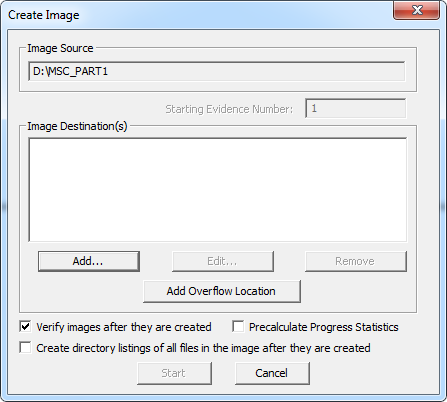 Create Image
Image Source
D:\MSC_PART1
Starting Evidence Number: 1
Image Destination(s)
Add... Edit... Remove
Add Overflow Location
Verify images after they are created Precalculate Progress Statistics
Create directory listings of all files in the image after they are created
Start Cancel